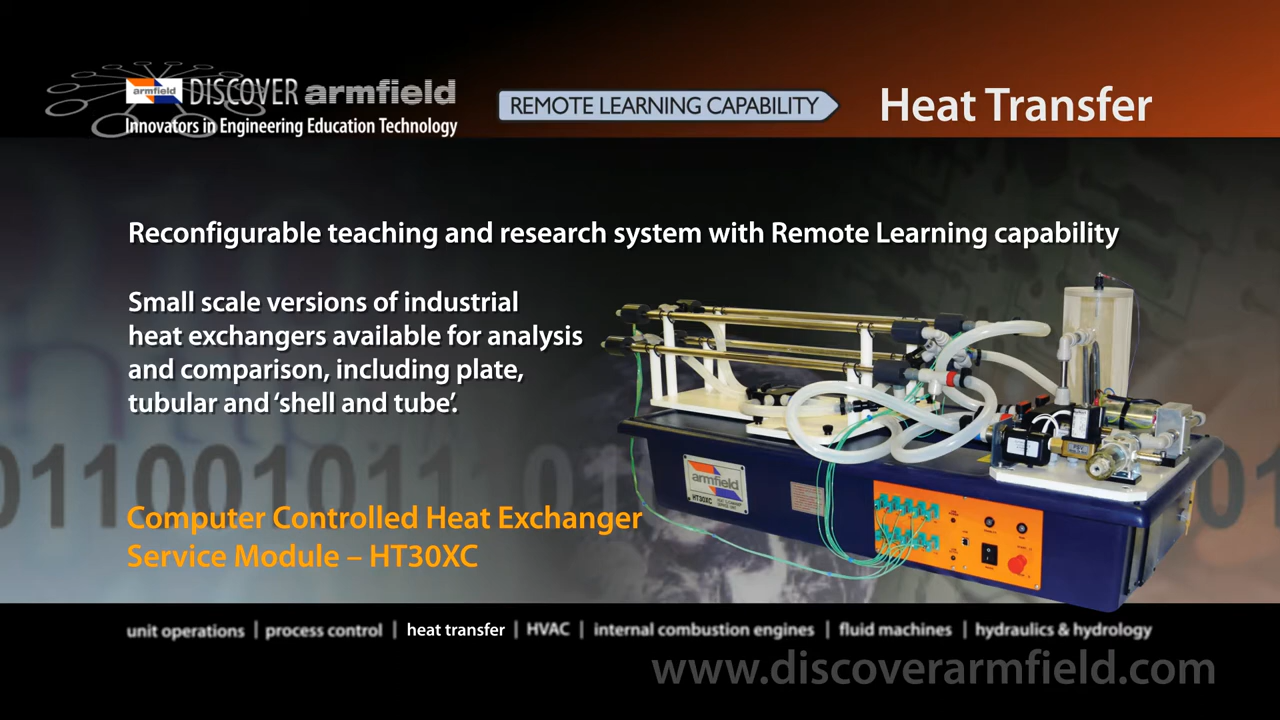 armfield DISCOVER armfield
Innovators in Engineering Education Technology
REMOTE LEARNING CAPABILITY
Heat Transfer
Reconfigurable teaching and research system with Remote Learning capability
Small scale versions of industrial
heat exchangers available for analysis
and comparison, including plate,
tubular and ‘shell and tube’.
011001011 01 01
armfield
HT30XC
Computer Controlled Heat Exchanger
Service Module – HT30XC
unit operations | process control | heat transfer | HVAC | internal combustion engines | fluid machines | hydraulics & hydrology
www.discoverarmfield.com